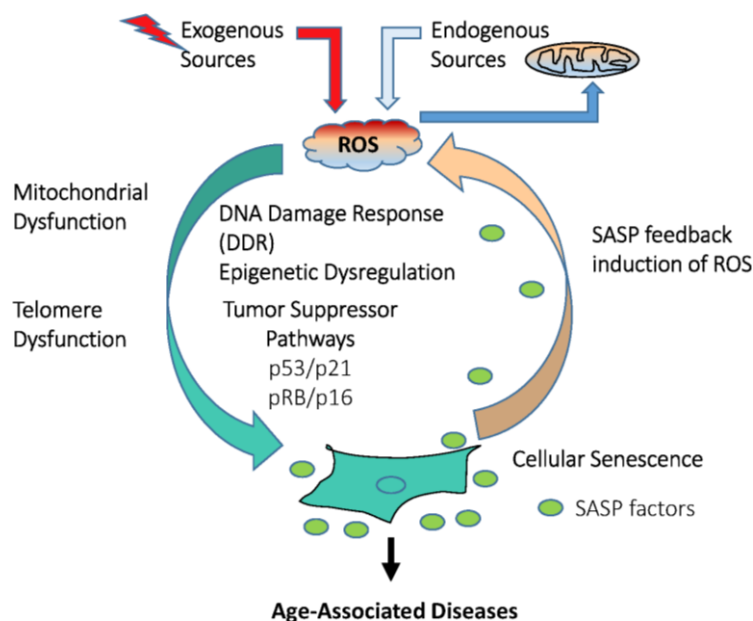 Exogenous
Sources
Endogenous
Sources
ROS
Mitochondrial
Dysfunction
DNA Damage Response
(DDR)
Epigenetic Dysregulation
SASP feedback
induction of ROS
Telomere
Dysfunction
Tumor Suppressor
Pathways
p53/p21
pRB/p16
Cellular Senescence
SASP factors
Age-Associated Diseases